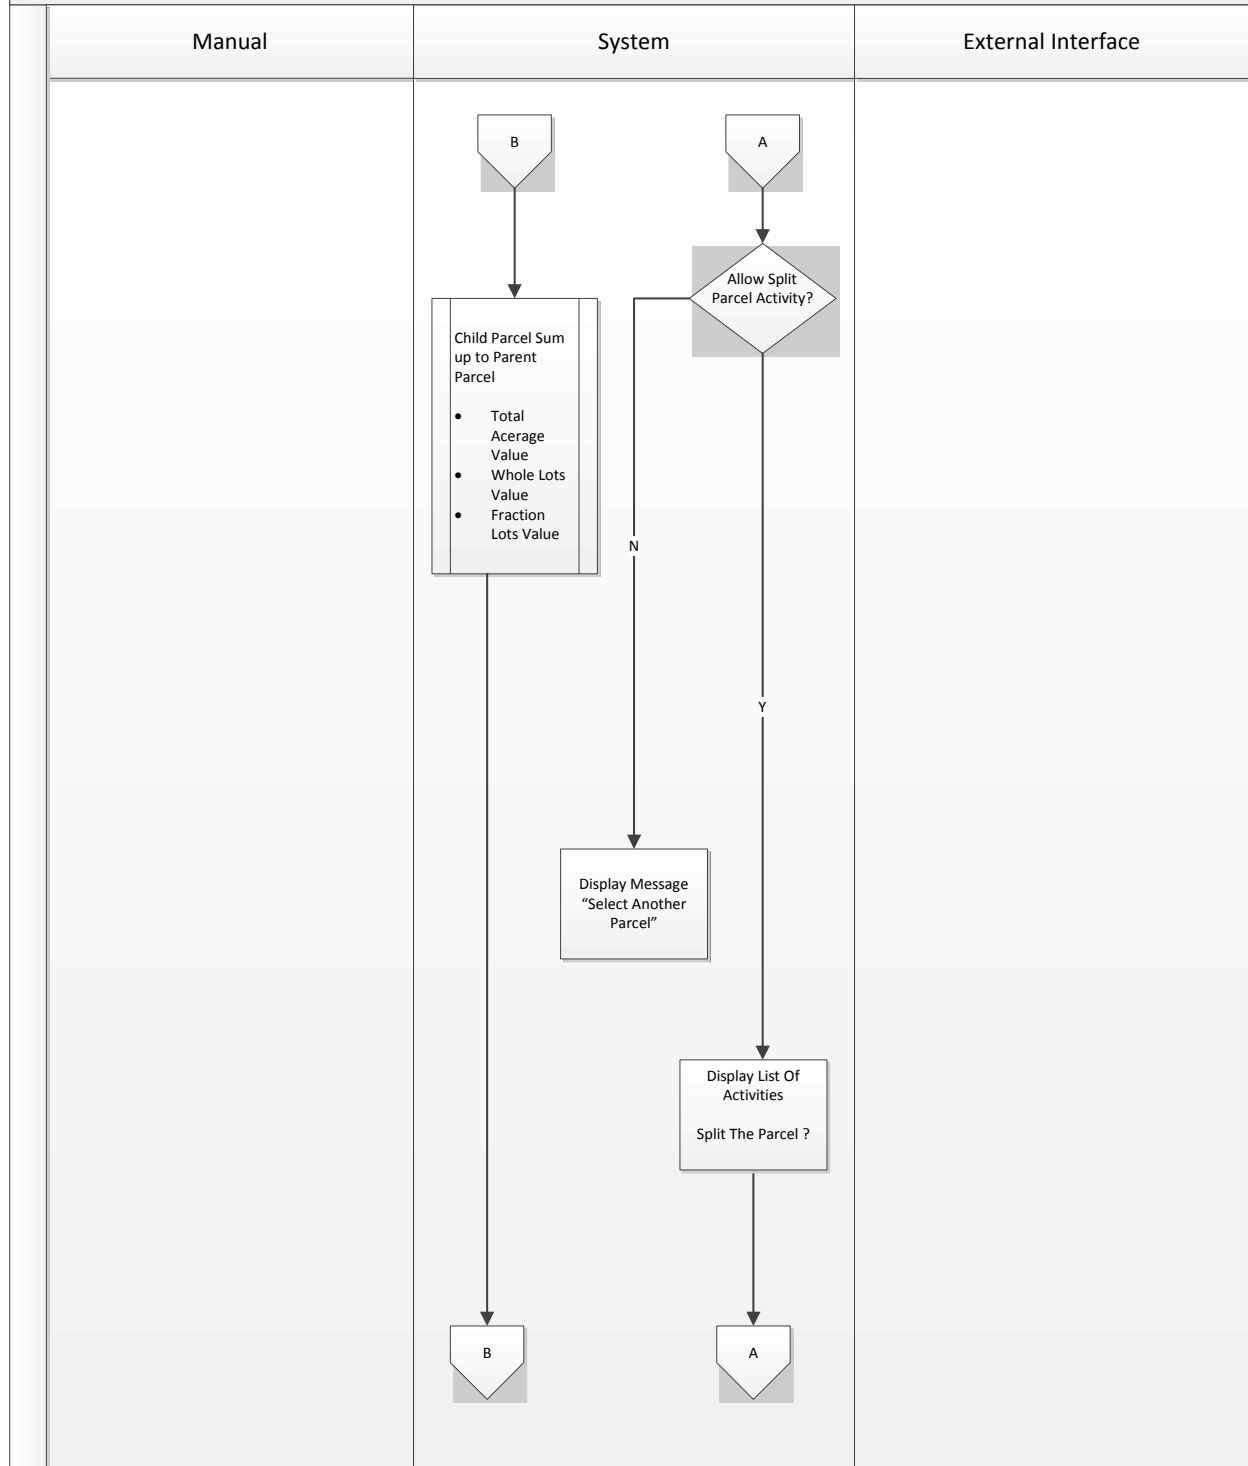 Manual
System
External Interface
B
A
Allow Split
Parcel Activity?
Child Parcel Sum
up to Parent
Parcel
• Total
Acerage
Value
• Whole Lots
Value
• Fraction
Lots Value
N
Y
Display Message
“Select Another
Parcel”
Display List Of
Activities
Split The Parcel ?
B
A